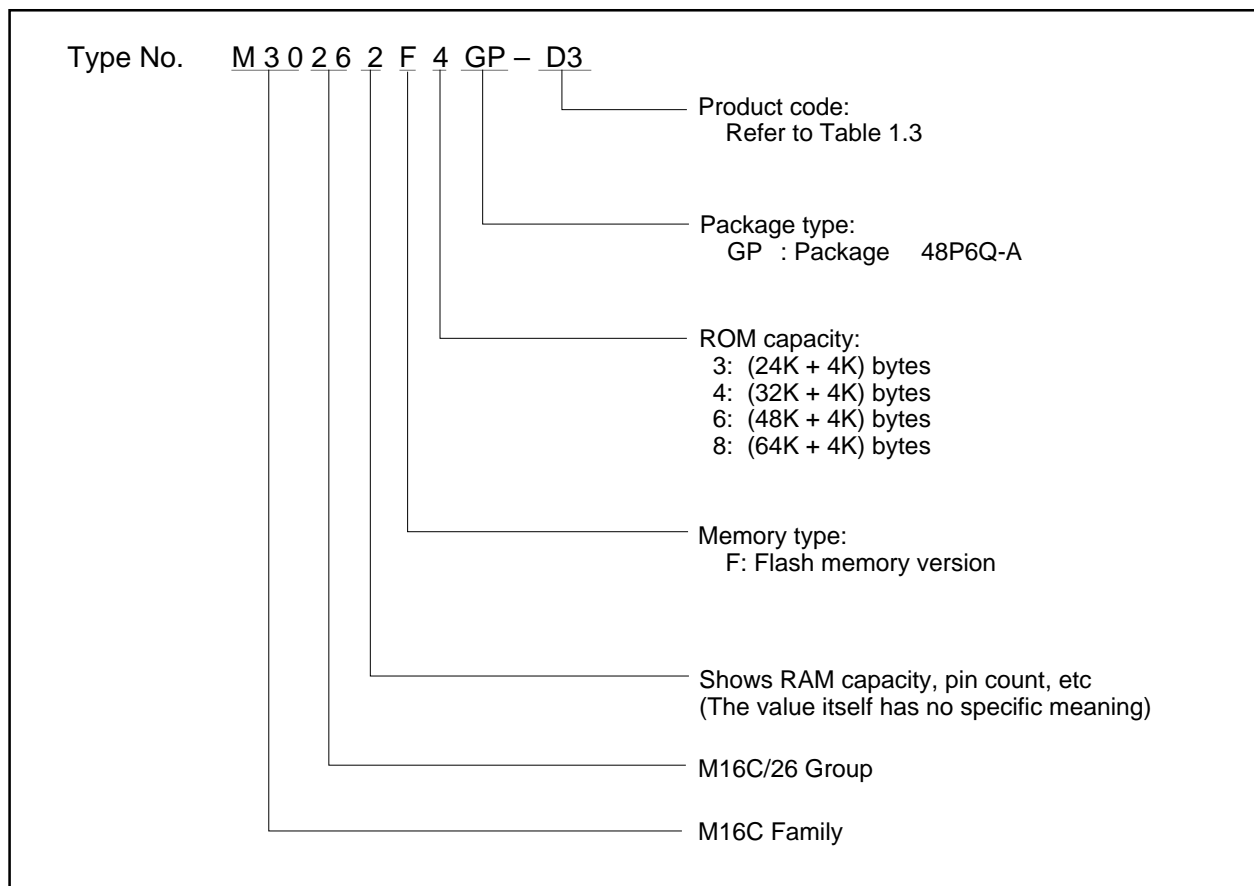 Type No. M 3 0 2 6 2 F 4 GP – D3
Product code:
Refer to Table 1.3
Package type:
GP : Package 48P6Q-A
ROM capacity:
3: (24K + 4K) bytes
4: (32K + 4K) bytes
6: (48K + 4K) bytes
8: (64K + 4K) bytes
Memory type:
F: Flash memory version
Shows RAM capacity, pin count, etc
(The value itself has no specific meaning)
M16C/26 Group
M16C Family